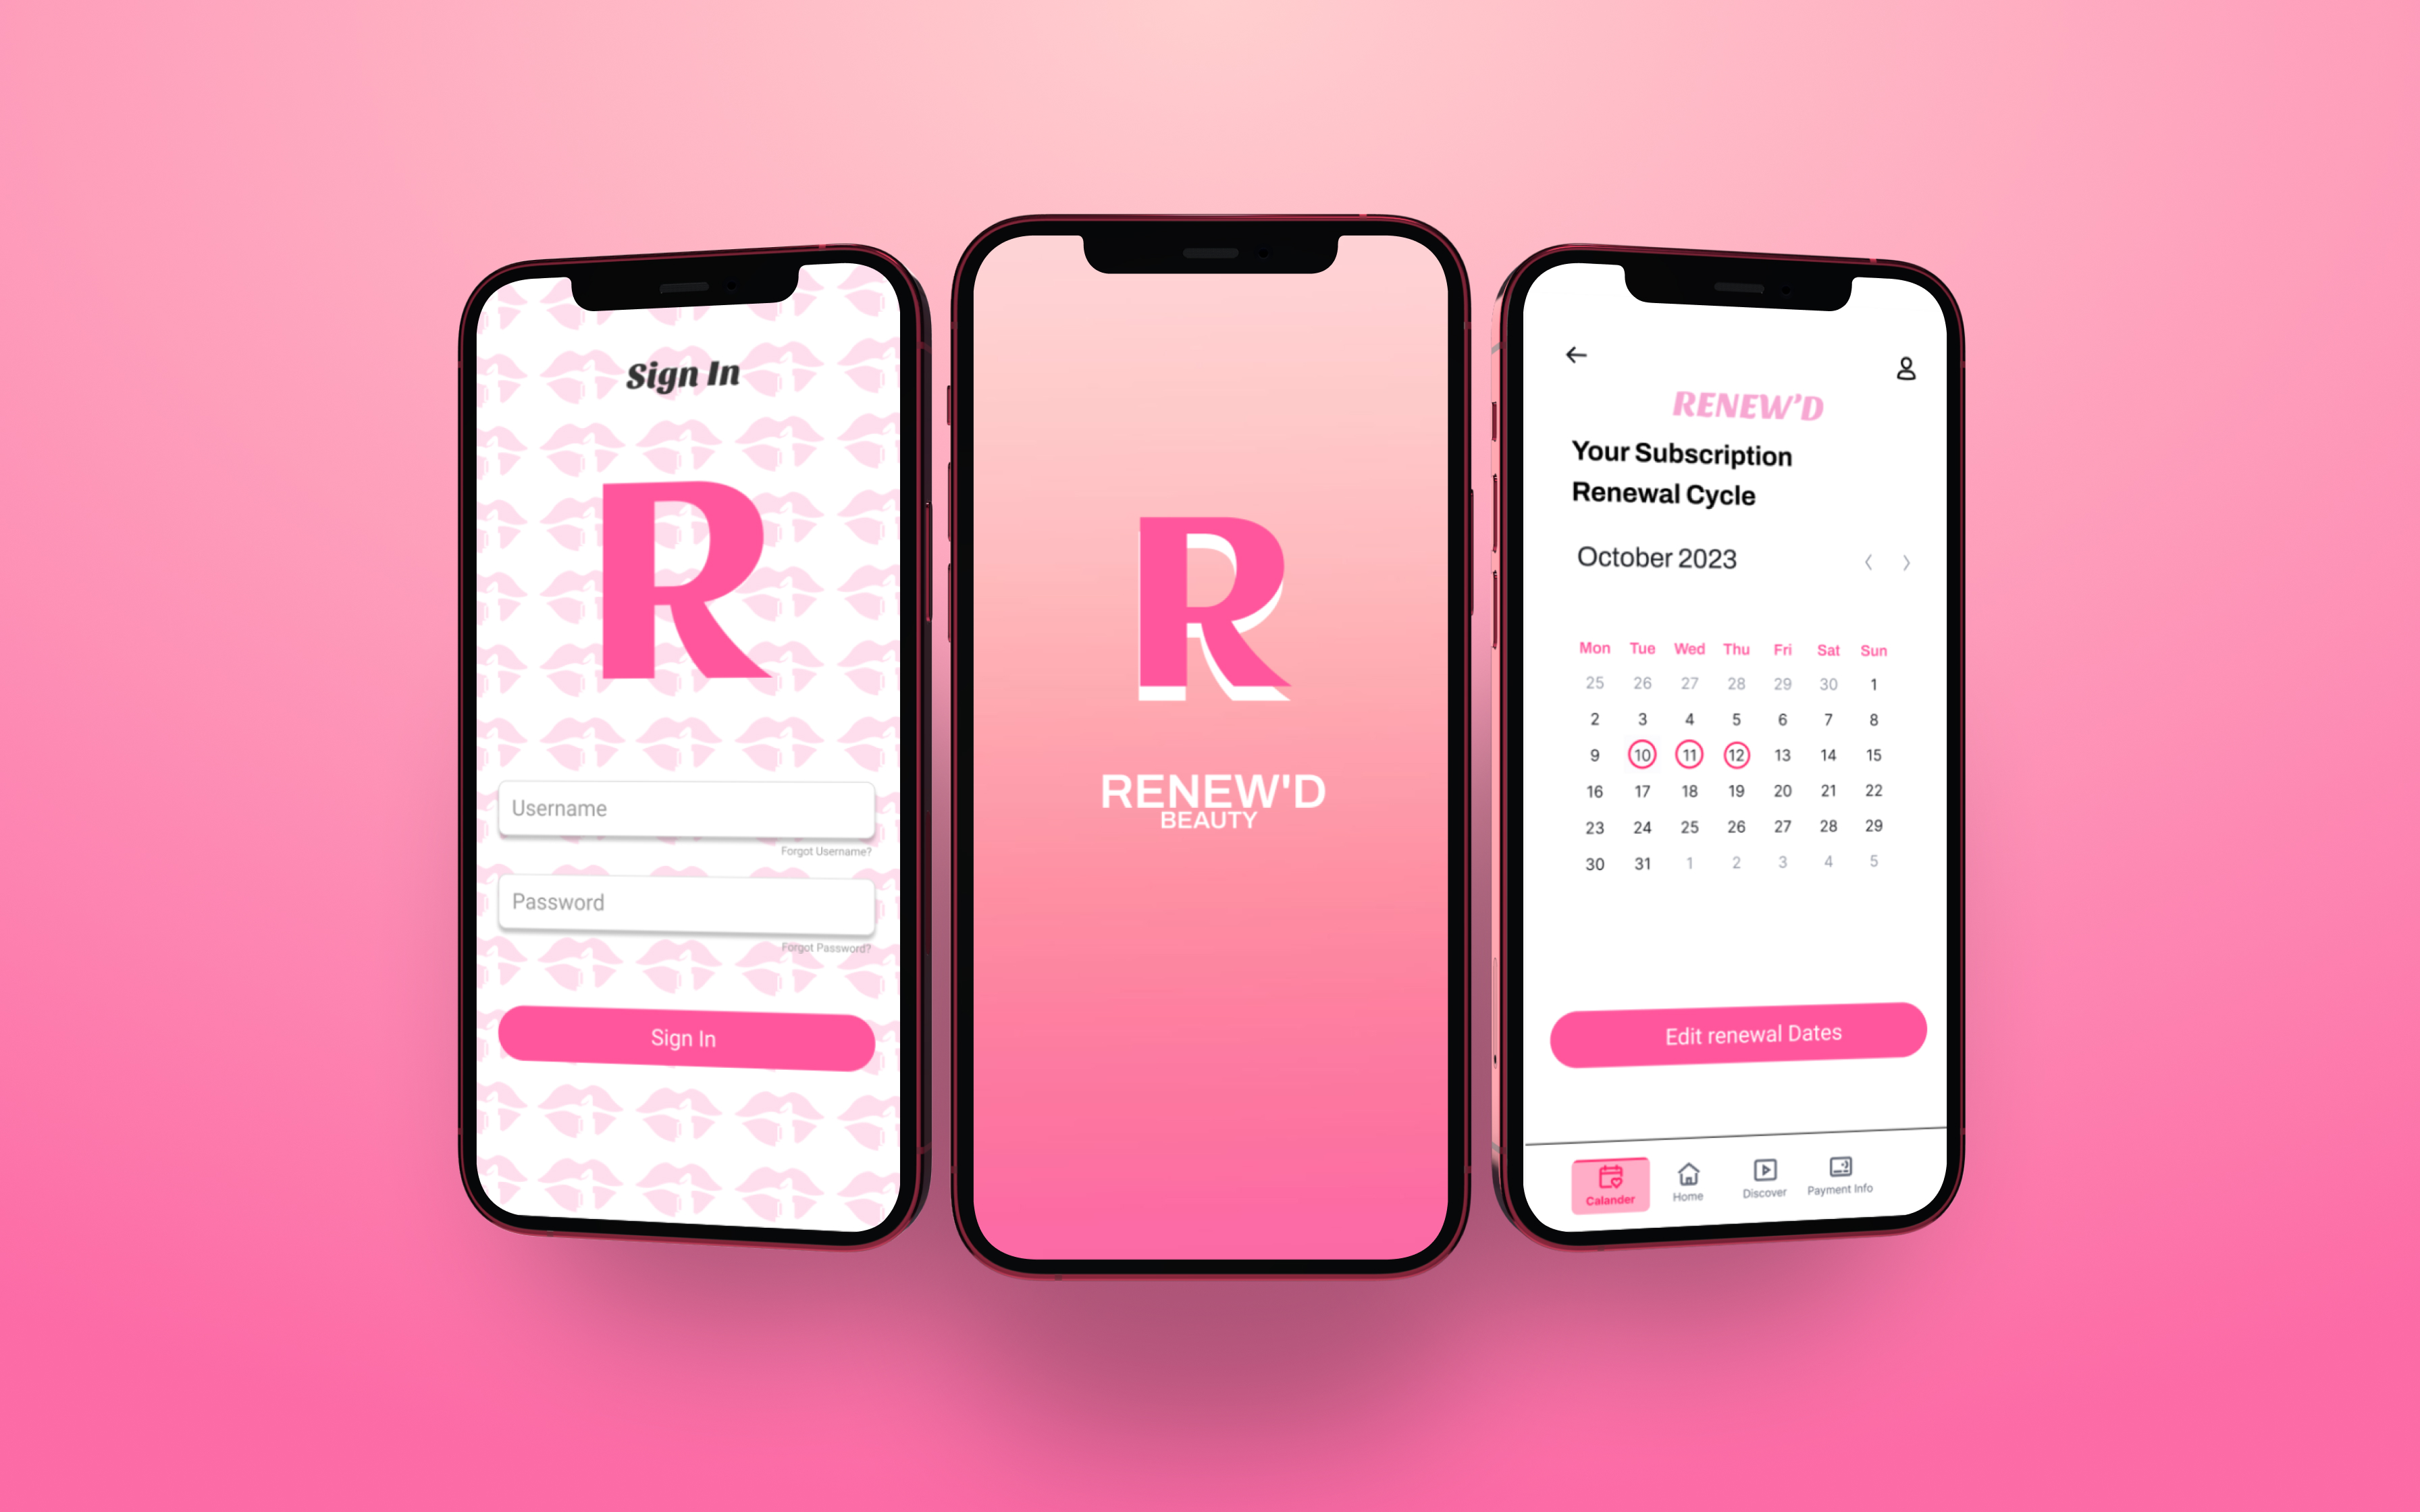 Sign In
R
Username
Forgot Username?
Password
Forgot Password?
Sign In
R
RENEW'D
BEAUTY
RENEW'D
Your Subscription
Renewal Cycle
October 2023
Mon Tue Wed Thu Fri Sat Sun
25 26 27 28 29 30 1
2 3 4 5 6 7 8
9 10 11 12 13 14 15
16 17 18 19 20 21 22
23 24 25 26 27 28 29
30 31 1 2 3 4 5
Edit renewal Dates
Calander Home Discover Payment Info